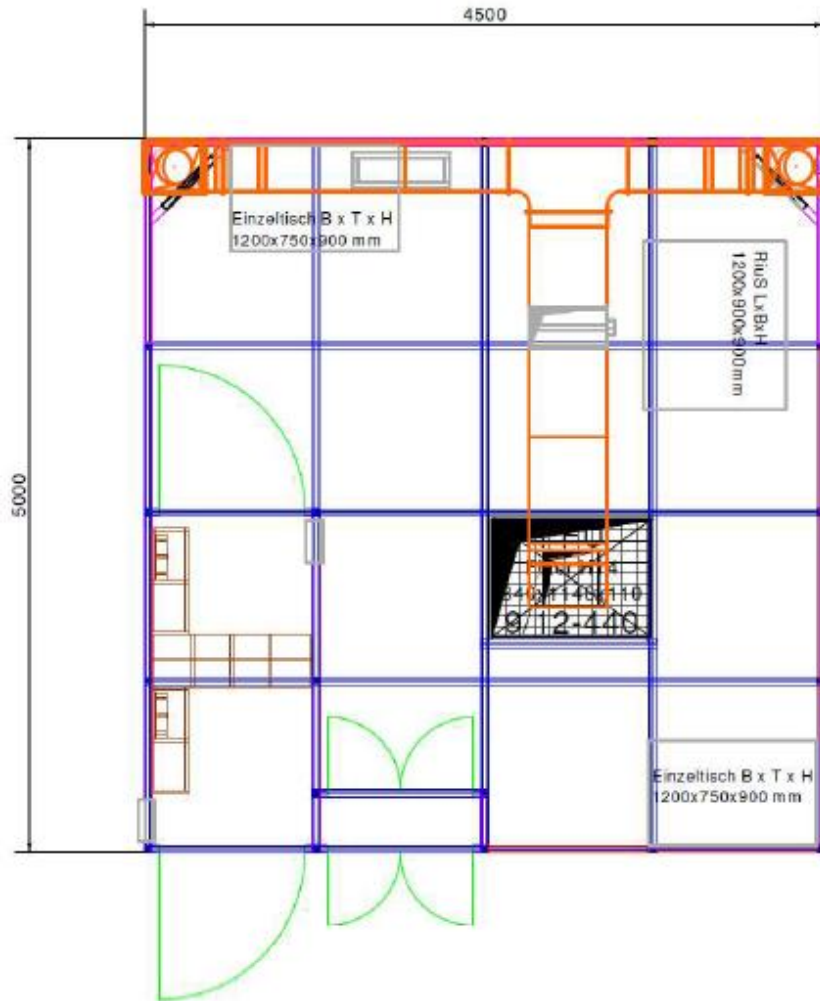 4500
Einzeltisch B x T x H
1200x750x900 mm
RiuS LxBxH
1200x900x900mm
5000
9/12-440
Einzeltisch B x T x H
1200x750x900 mm